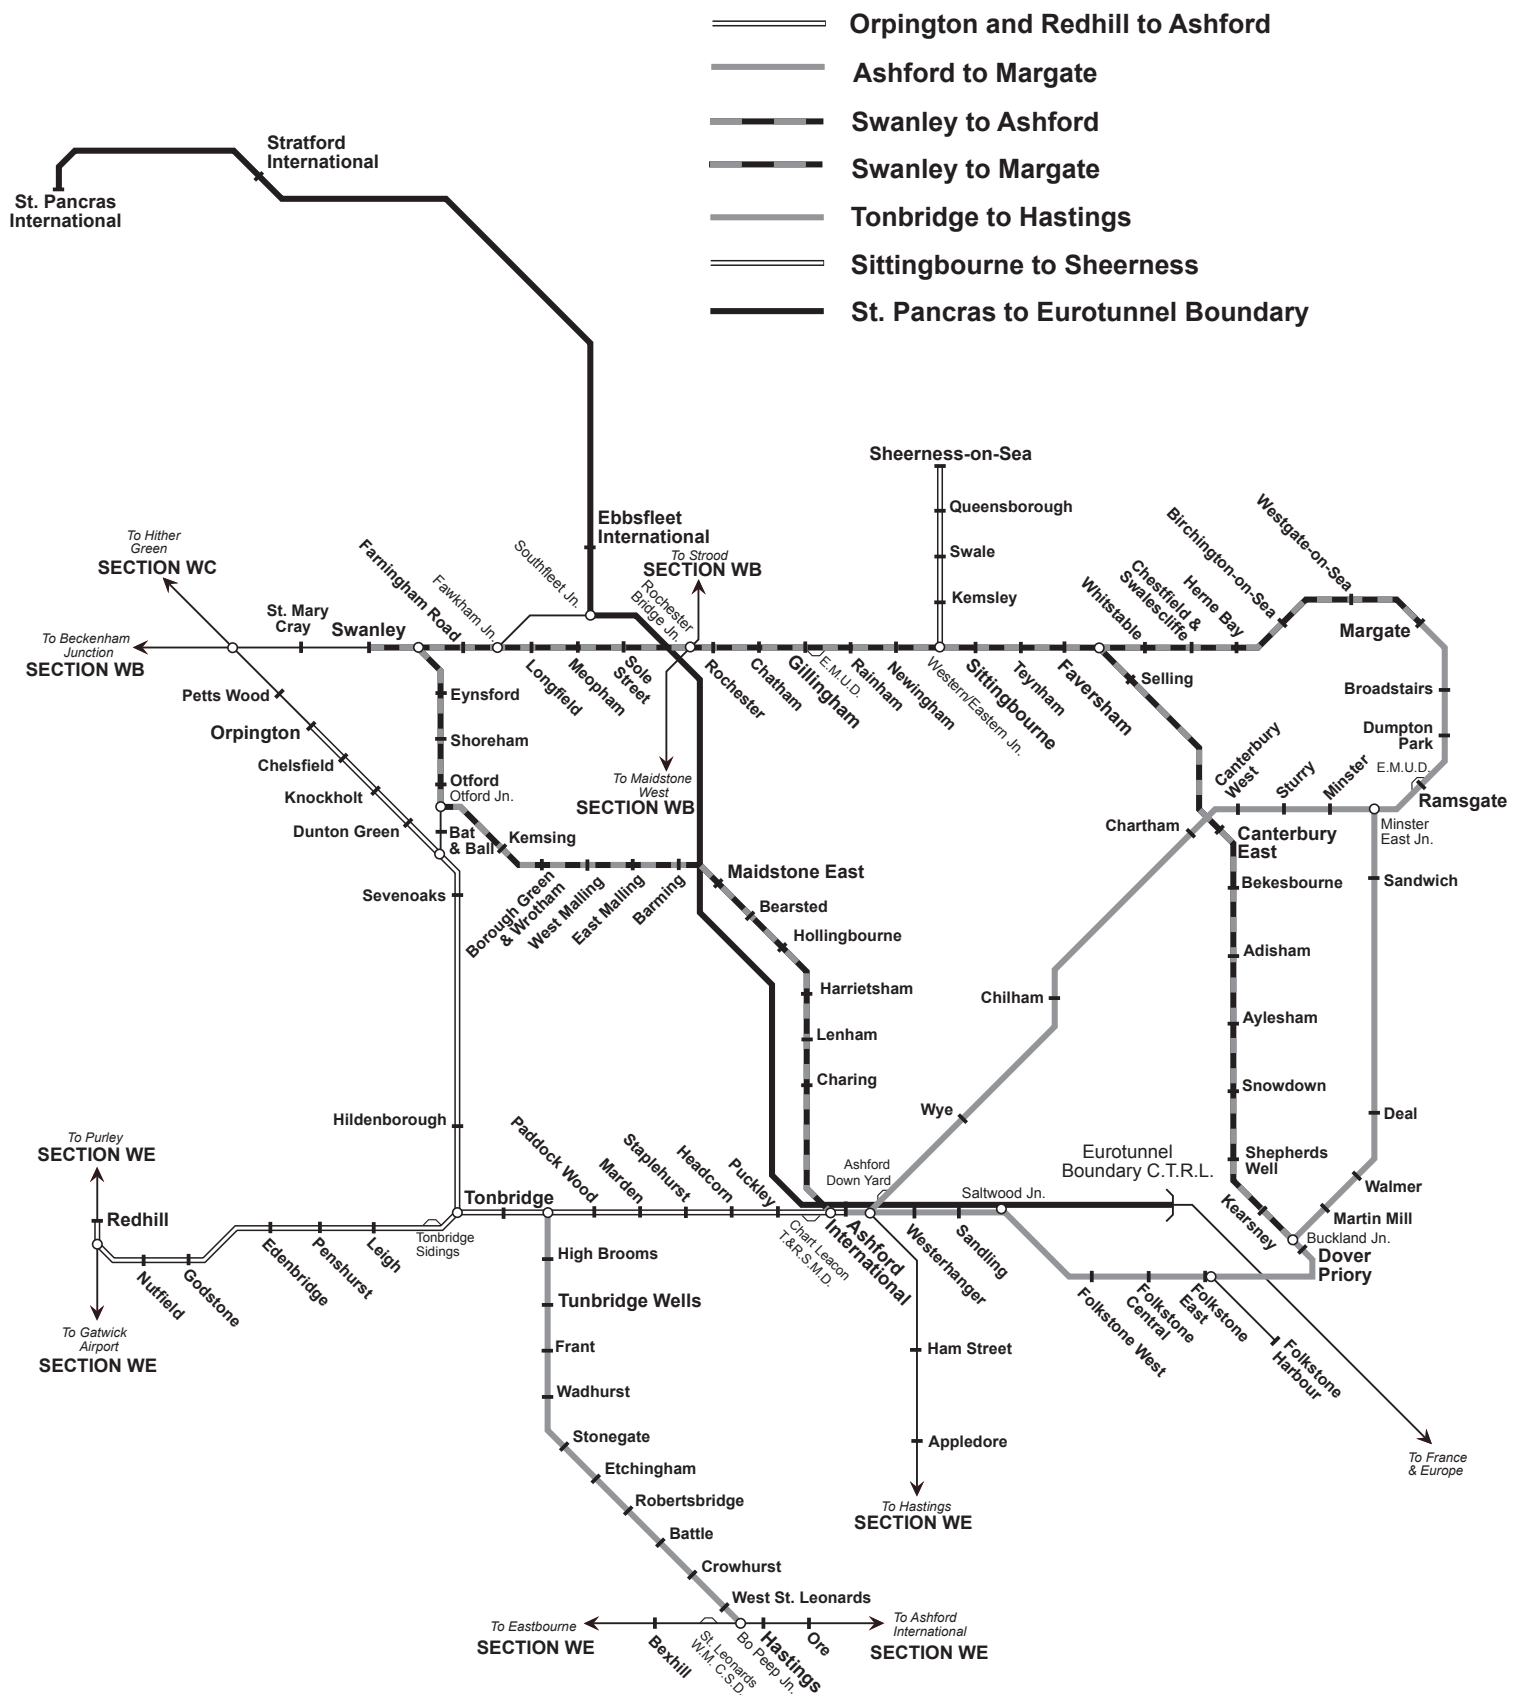 Orpington and Redhill to Ashford
Ashford to Margate
Swanley to Ashford
Swanley to Margate
Tonbridge to Hastings
Sittingbourne to Sheerness
St. Pancras to Eurotunnel Boundary
Stratford
International
St. Pancras
International
Ebbsfleet
International
Southfleet Jn.
To Strood
SECTION WB
Rochester
Bridge Jn.
Sheerness-on-Sea
Queensborough
Swale
Kemsley
To Hither
Green
SECTION WC
To Beckenham
Junction
SECTION WB
St. Mary
Cray
Swanley
Farningham Road
Fawkham Jn.
Longfield
Meopham
Sole
Street
Rochester
Chatham
Gillingham
E.M.U.D.
Rainham
Newingham
Western/Eastern Jn.
Sittingbourne
Teynham
Faversham
Whitstable
Chestfield &
Swalescliffe
Herne Bay
Birchington-on-Sea
Westgate-on-Sea
Margate
Broadstairs
Dumpton
Park
E.M.U.D.
Ramsgate
Minster
East Jn.
Minster
Sturry
Canterbury
West
Chartham
Selling
Canterbury
East
Bekesbourne
Adisham
Aylesham
Snowdown
Shepherds
Well
Kearsney
Buckland Jn.
Dover
Priory
Sandwich
Deal
Walmer
Martin Mill
Petts Wood
Orpington
Chelsfield
Knockholt
Dunton Green
Sevenoaks
Hildenborough
Eynsford
Shoreham
Otford
Otford Jn.
Bat
& Ball
Kemsing
Borough Green
& Wrotham
West Malling
East Malling
Barming
To Maidstone
West
SECTION WB
Maidstone East
Bearsted
Hollingbourne
Harrietsham
Lenham
Charing
Chilham
Wye
Ashford
Down Yard
Saltwood Jn.
Eurotunnel
Boundary C.T.R.L.
To Purley
SECTION WE
Redhill
To Gatwick
Airport
SECTION WE
Nutfield
Godstone
Edenbridge
Penshurst
Leigh
Tonbridge
Sidings
Tonbridge
Paddock Wood
Marden
Staplehurst
Headcorn
Puckley
Chart Leacon
T.&R.S.M.D.
Ashford
International
Westerhanger
Sandling
Folkstone West
Folkstone
Central
Folkstone
East
Folkstone
Harbour
To France
& Europe
High Brooms
Tunbridge Wells
Frant
Wadhurst
Stonegate
Etchingham
Robertsbridge
Battle
Crowhurst
West St. Leonards
Ham Street
Appledore
To Hastings
SECTION WE
To Eastbourne
SECTION WE
Bexhill
St. Leonards
W.M. C.S.D.
Bo Peep Jn.
Hastings
Ore
To Ashford
International
SECTION WE